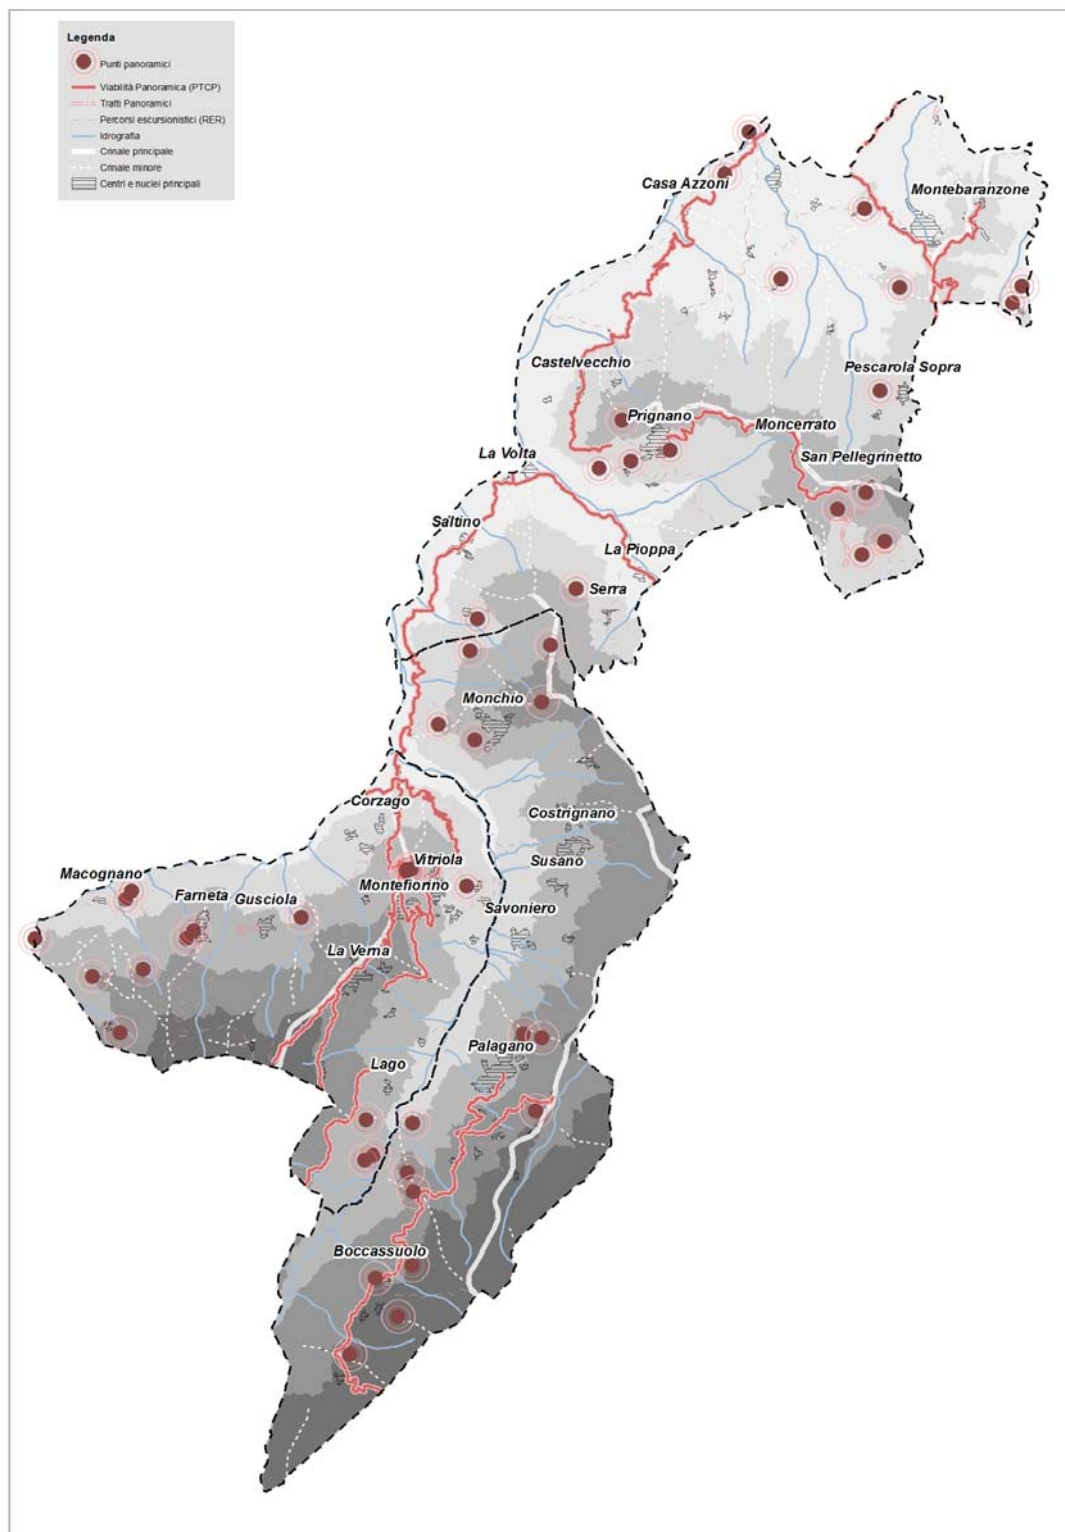 Legenda
Punti panoramici
Viabilità Panoramica (PTCP)
Tratti Panoramici
Percorsi escursionistici (RER)
Idrografia
Crinale principale
Crinale minore
Centri e nuclei principali
Casa Azzoni
Montebaranzone
Castelvecchio
Pescarola Sopra
Prignano
Moncerrato
La Volta
San Pellegrinetto
Saltino
La Pioppa
Serra
Monchio
Corzago
Costrignano
Vitriola
Susano
Macognano
Montefiorino
Farneta
Gusciola
Savoniero
La Verna
Palagano
Lago
Boccassuolo